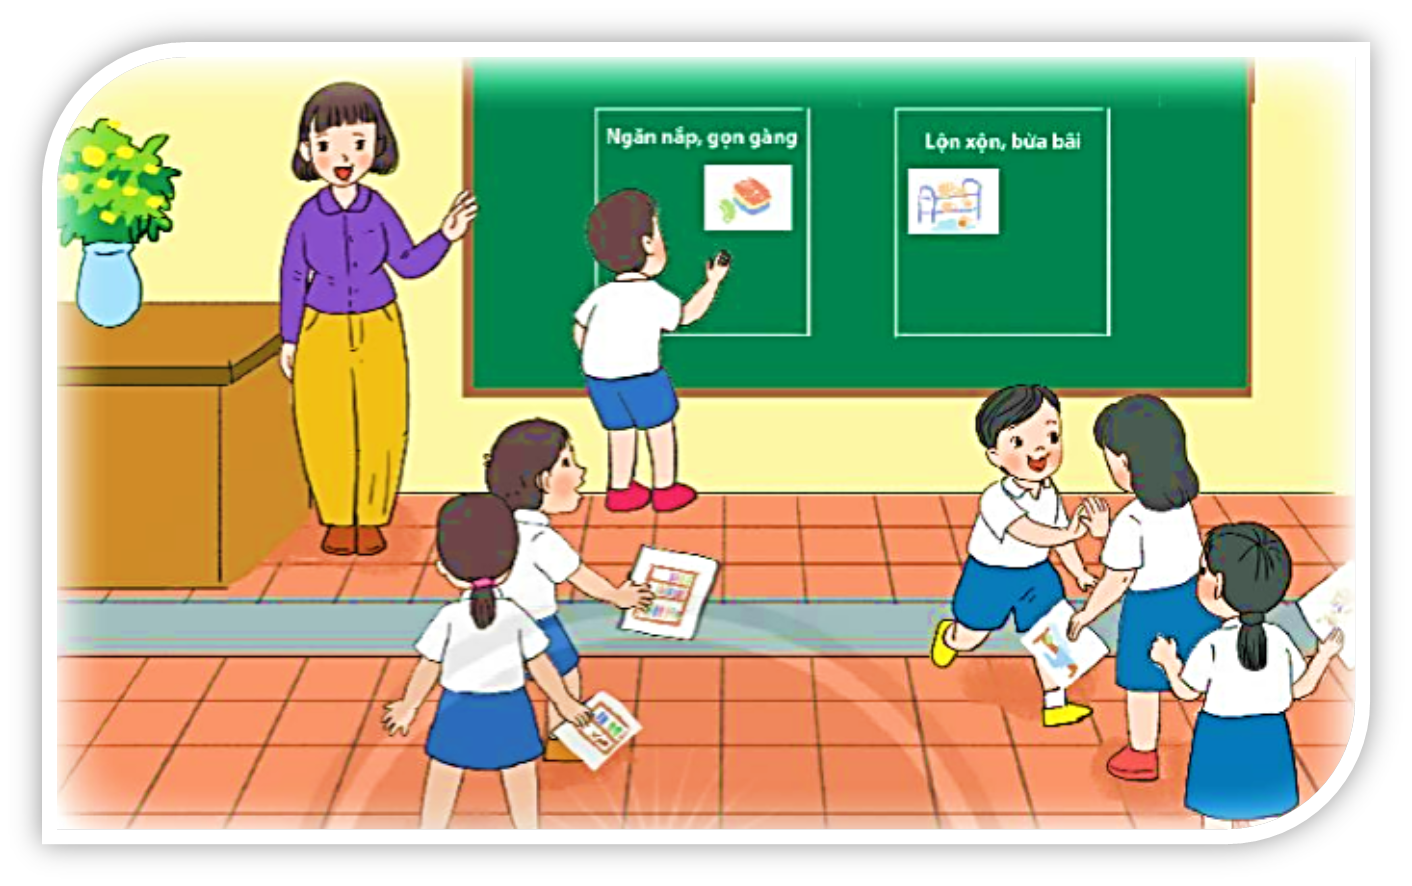 Ngăn nắp, gọn gàng
Lộn xộn, bừa bãi